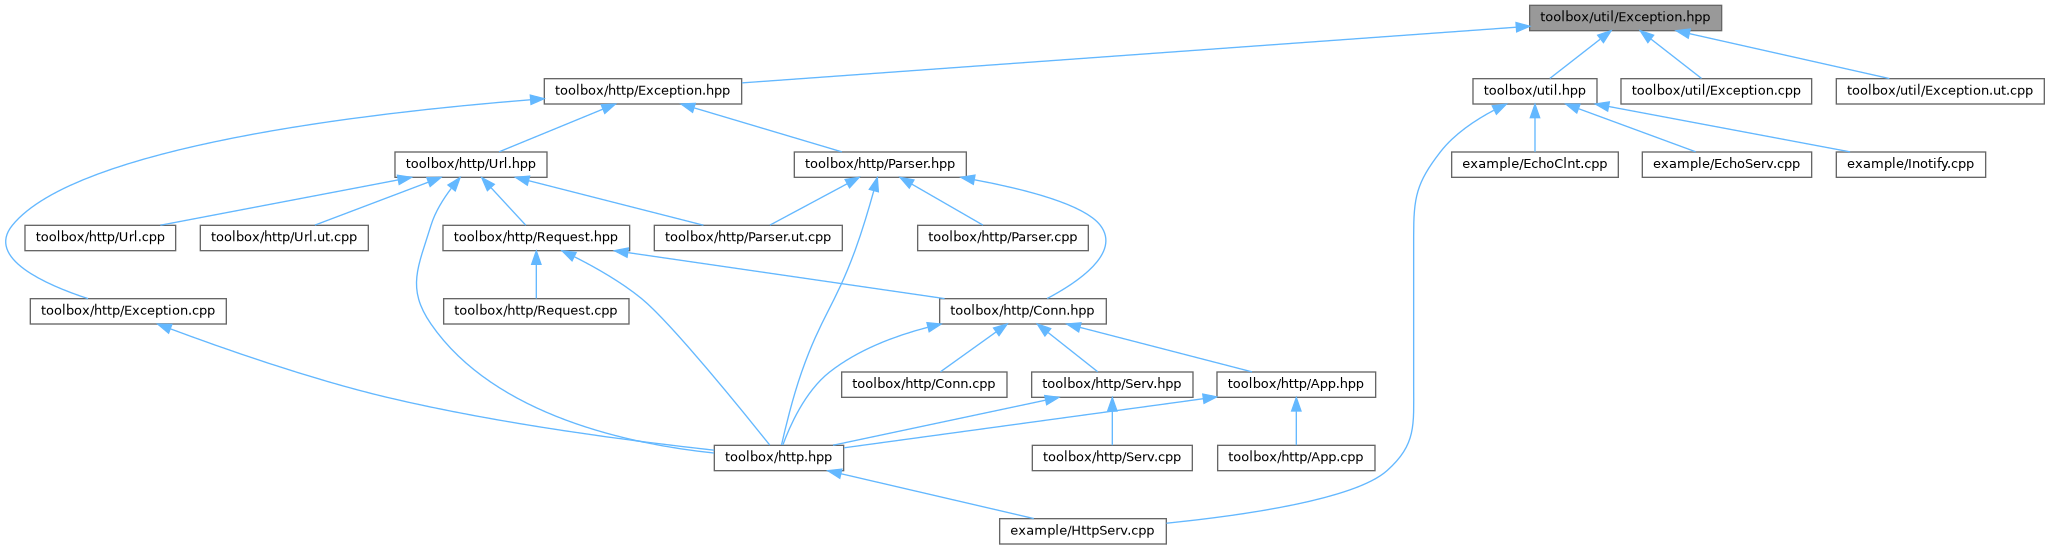 toolbox/util/Exception.hpp
toolbox/http/Exception.hpp
toolbox/util.hpp
toolbox/util/Exception.cpp
toolbox/util/Exception.ut.cpp
toolbox/http/Url.hpp
toolbox/http/Parser.hpp
example/EchoClnt.cpp
example/EchoServ.cpp
example/Inotify.cpp
toolbox/http/Url.cpp
toolbox/http/Url.ut.cpp
toolbox/http/Request.hpp
toolbox/http/Parser.ut.cpp
toolbox/http/Parser.cpp
toolbox/http/Exception.cpp
toolbox/http/Request.cpp
toolbox/http/Conn.hpp
toolbox/http/Conn.cpp
toolbox/http/Serv.hpp
toolbox/http/App.hpp
toolbox/http.hpp
toolbox/http/Serv.cpp
toolbox/http/App.cpp
example/HttpServ.cpp